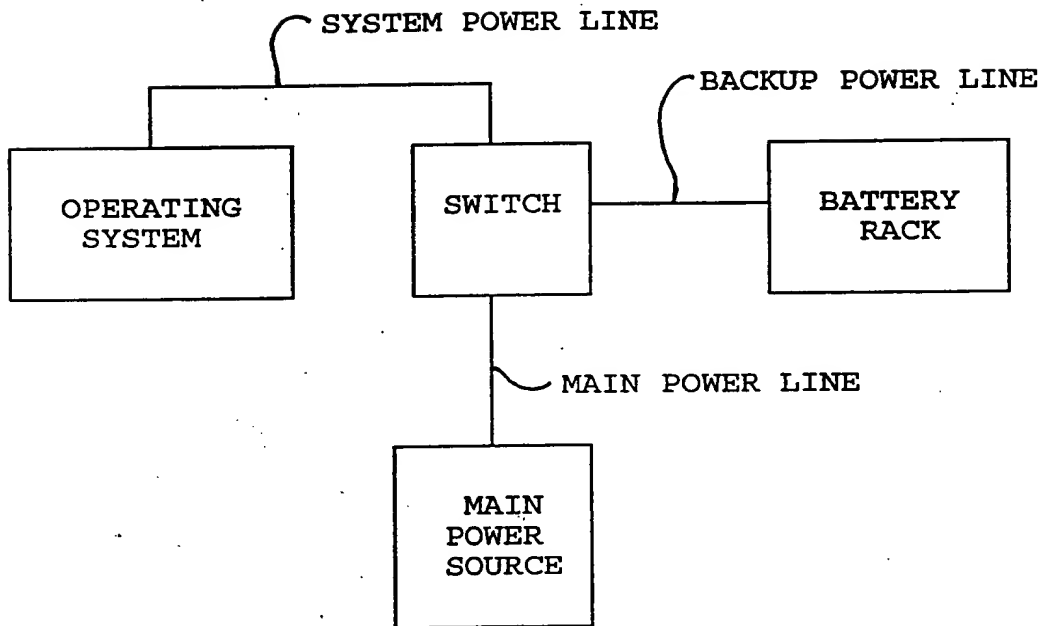 SYSTEM POWER LINE
BACKUP POWER LINE
OPERATING
SYSTEM
SWITCH
BATTERY
RACK
MAIN POWER LINE
MAIN
POWER
SOURCE